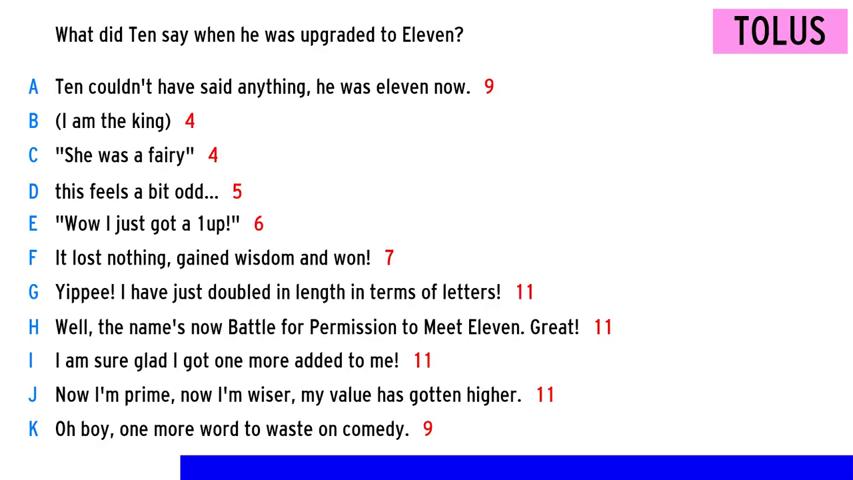 What did Ten say when he was upgraded to Eleven?
TOLUS
A Ten couldn't have said anything, he was eleven now. 9
B (I am the king) 4
C "She was a fairy" 4
D this feels a bit odd... 5
E "Wow I just got a 1up!" 6
F It lost nothing, gained wisdom and won! 7
G Yippee! I have just doubled in length in terms of letters! 11
H Well, the name's now Battle for Permission to Meet Eleven. Great! 11
I I am sure glad I got one more added to me! 11
J Now I'm prime, now I'm wiser, my value has gotten higher. 11
K Oh boy, one more word to waste on comedy. 9